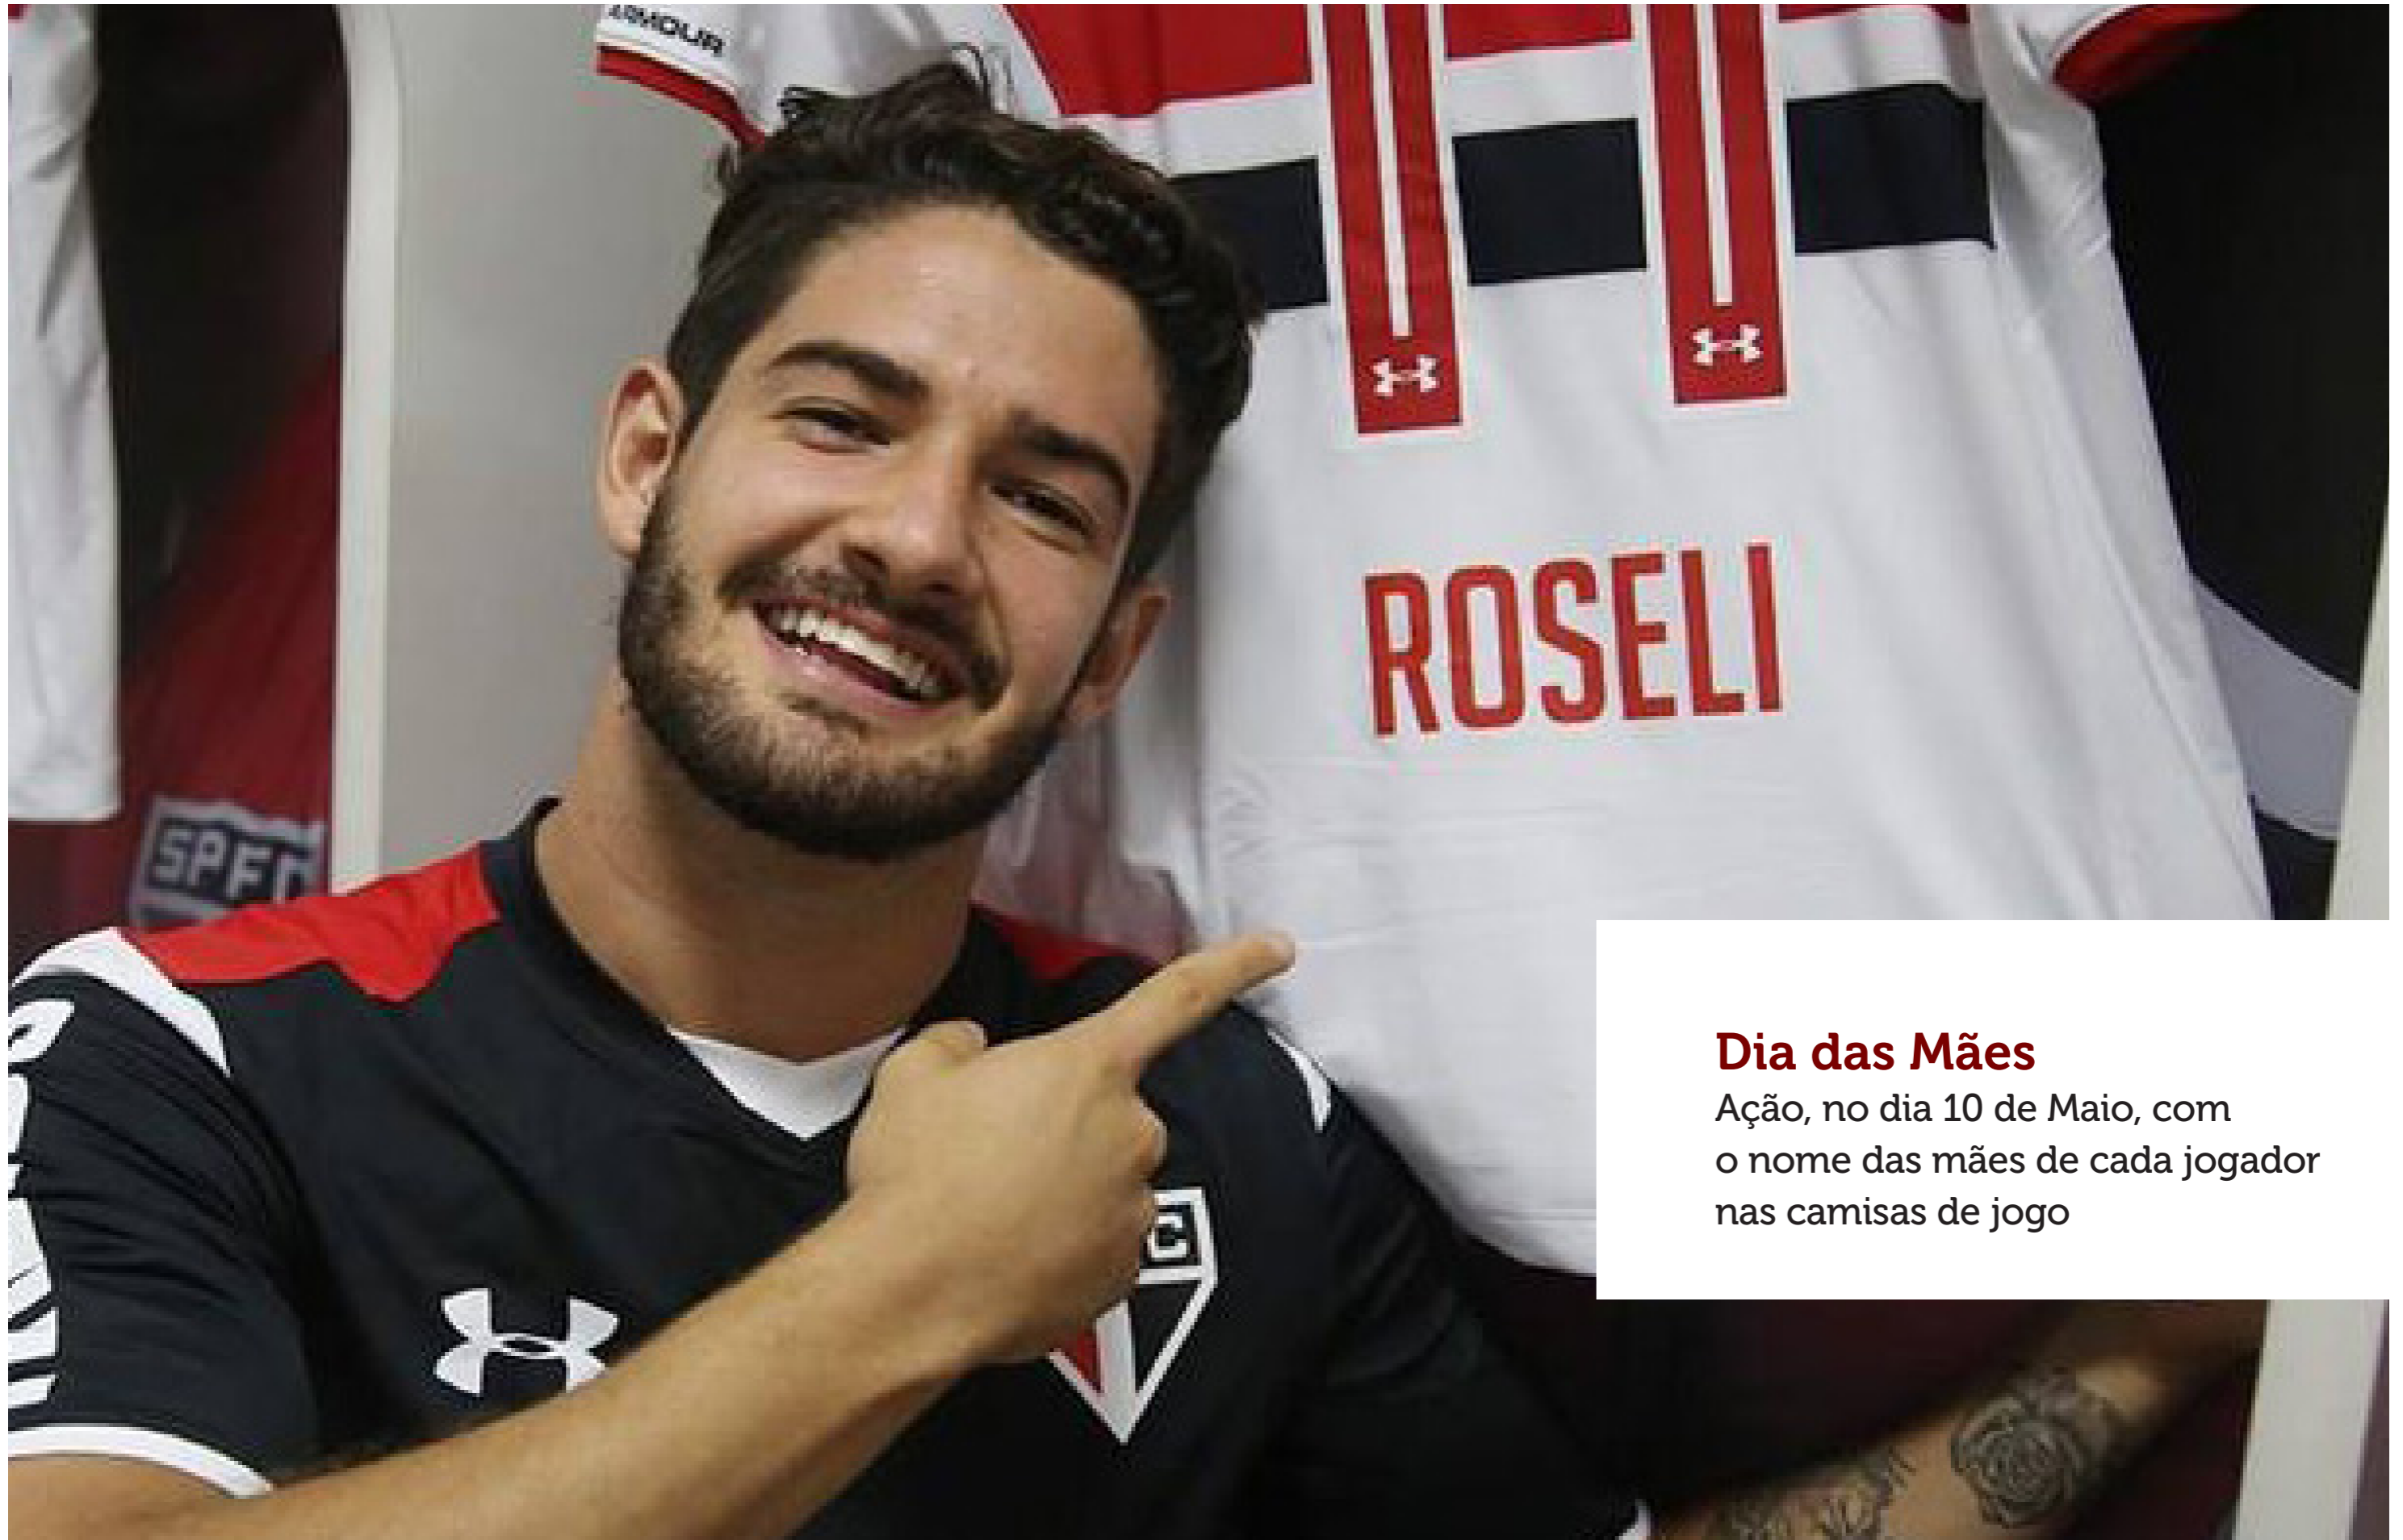 ARMOUR
ROSELI
SPFC
Dia das Mães
Ação, no dia 10 de Maio, com
o nome das mães de cada jogador
nas camisas de jogo
C